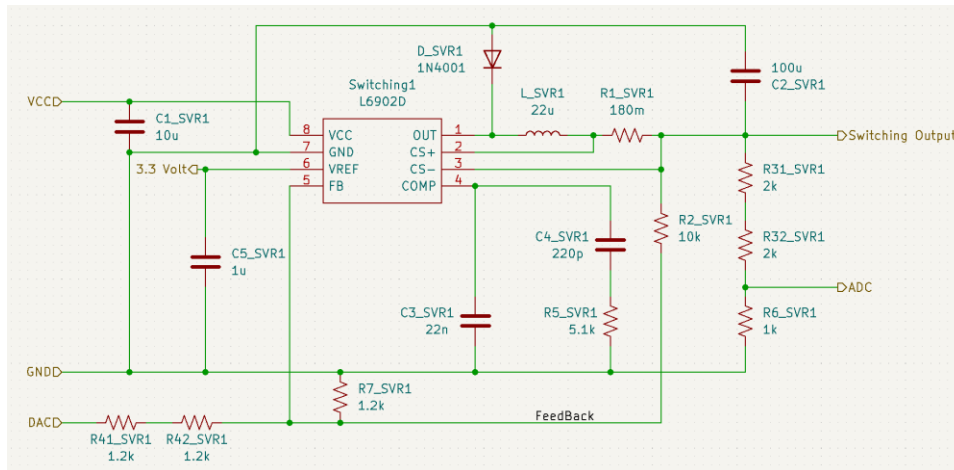 D_SVR1
1N4001
100u
C2_SVR1
Switching1
L6902D
L_SVR1
22u
R1_SVR1
180m
VCC
C1_SVR1
10u
8 VCC OUT 1
7 GND CS+ 2
6 VREF CS- 3
5 FB COMP 4
Switching Output
3.3 Volt
R31_SVR1
2k
R2_SVR1
10k
R32_SVR1
2k
C4_SVR1
220p
C5_SVR1
1u
ADC
C3_SVR1
22n
R5_SVR1
5.1k
R6_SVR1
1k
GND
R7_SVR1
1.2k
FeedBack
DAC
R41_SVR1
1.2k
R42_SVR1
1.2k